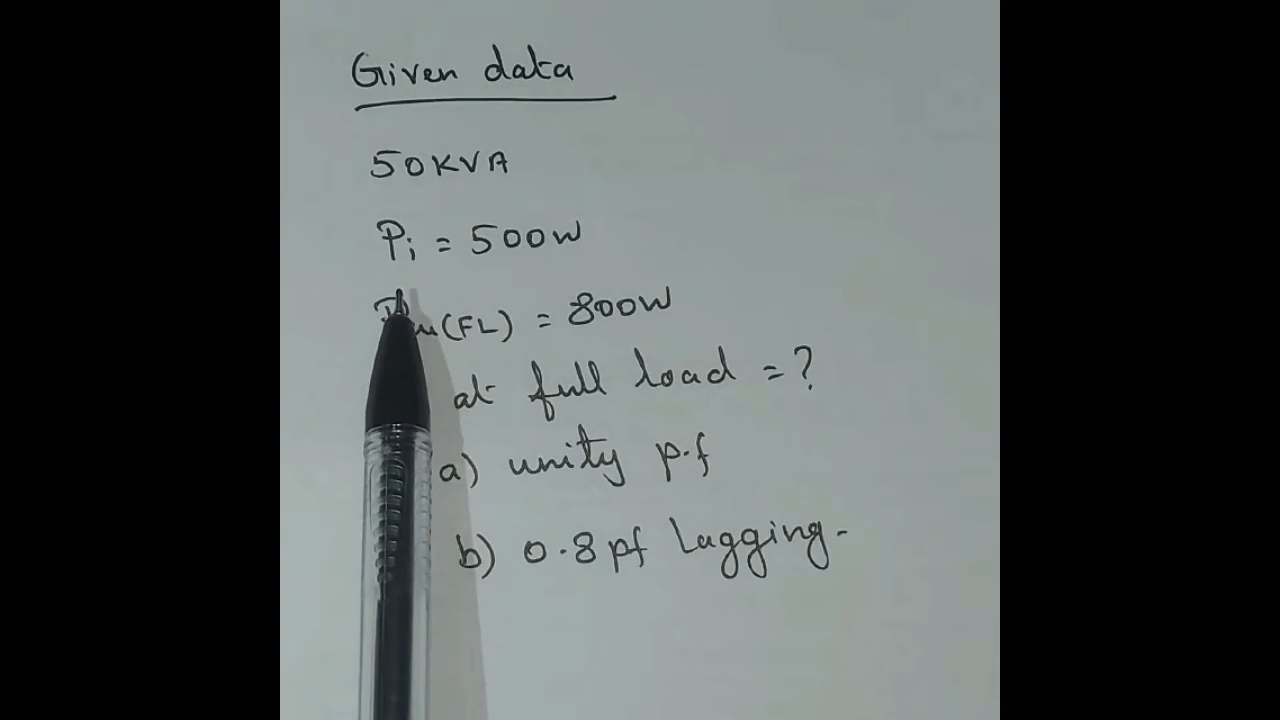 Given data
50KVA
Pi = 500W
(FL) = 800W
at full load = ?
a) unity p.f
b) 0.8 pf lagging.